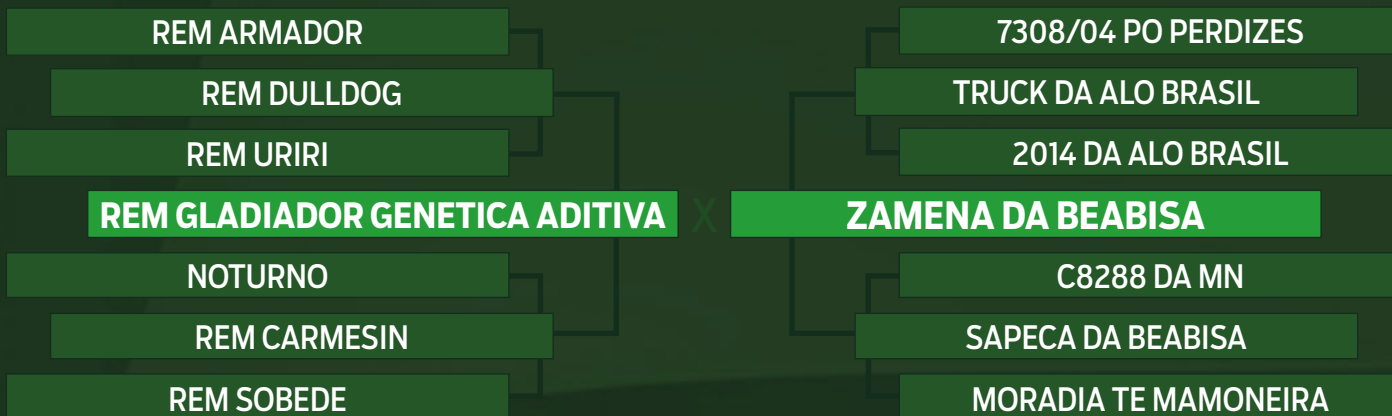 REM ARMADOR
REM DULLDOG
REM URIRI
REM GLADIADOR GENETICA ADITIVA
NOTURNO
REM CARMESIN
REM SOBEDE
X
7308/04 PO PERDIZES
TRUCK DA ALO BRASIL
2014 DA ALO BRASIL
ZAMENA DA BEABISA
C8288 DA MN
SAPECA DA BEABISA
MORADIA TE MAMONEIRA